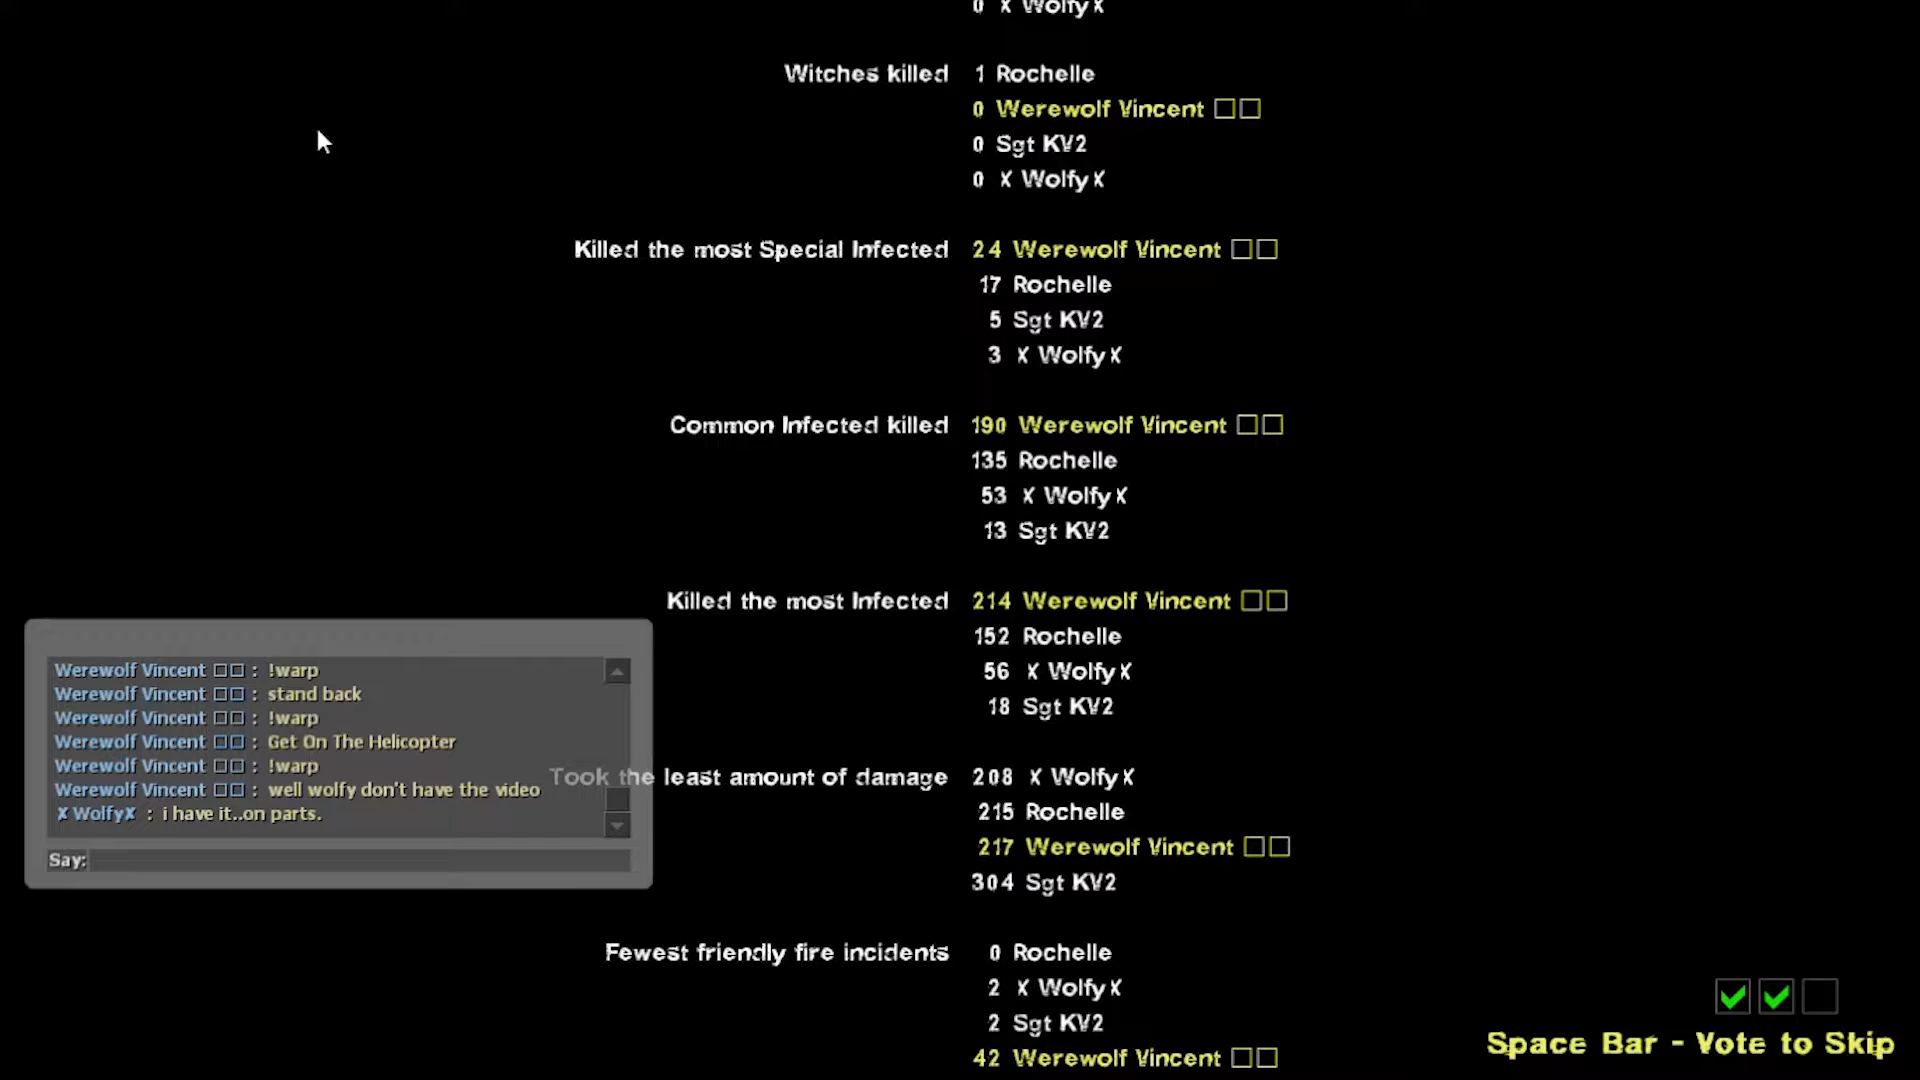 0 X Wolfy X
Witches killed 1 Rochelle
0 Werewolf Vincent □□
0 Sgt KV2
0 X Wolfy X
Killed the most Special Infected 24 Werewolf Vincent □□
17 Rochelle
5 Sgt KV2
3 X Wolfy X
Common Infected killed 190 Werewolf Vincent □□
135 Rochelle
53 X Wolfy X
13 Sgt KV2
Killed the most Infected 214 Werewolf Vincent □□
152 Rochelle
56 X Wolfy X
18 Sgt KV2
Took the least amount of damage 208 X Wolfy X
215 Rochelle
217 Werewolf Vincent □□
304 Sgt KV2
Fewest friendly fire incidents 0 Rochelle
2 X Wolfy X
2 Sgt KV2
42 Werewolf Vincent □□
Werewolf Vincent □□ : !warp
Werewolf Vincent □□ : stand back
Werewolf Vincent □□ : !warp
Werewolf Vincent □□ : Get On The Helicopter
Werewolf Vincent □□ : !warp
Werewolf Vincent □□ : well wolfy don't have the video
✗ Wolfy✗ : i have it..on parts.
Say:
Space Bar - Vote to Skip